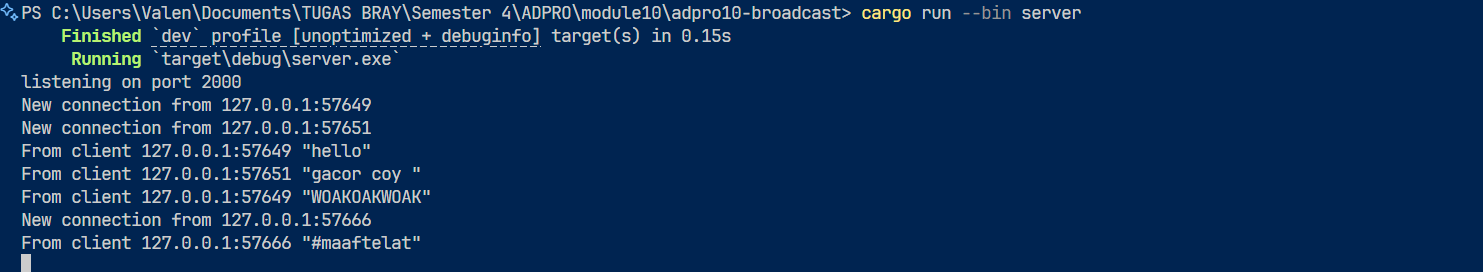 PS C:\Users\Valen\Documents\TUGAS BRAY\Semester 4\ADPRO\module10\adpro10-broadcast> cargo run --bin server
Finished `dev` profile [unoptimized + debuginfo] target(s) in 0.15s
Running `target\debug\server.exe`
listening on port 2000
New connection from 127.0.0.1:57649
New connection from 127.0.0.1:57651
From client 127.0.0.1:57649 "hello"
From client 127.0.0.1:57651 "gacor coy "
From client 127.0.0.1:57649 "WOAKOAKWOAK"
New connection from 127.0.0.1:57666
From client 127.0.0.1:57666 "#maaftelat"